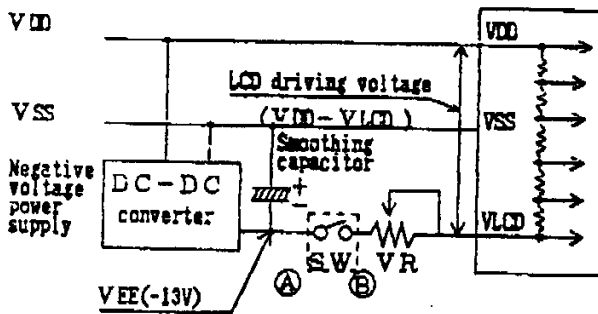 VDD
VDD
LCD driving voltage
(VDD-VLCD)
VSS
VSS
Smoothing
capacitor
Negative
voltage
power
supply
DC-DC
converter
+
-
VLCD
A
SW
B
VR
VEE(-13V)